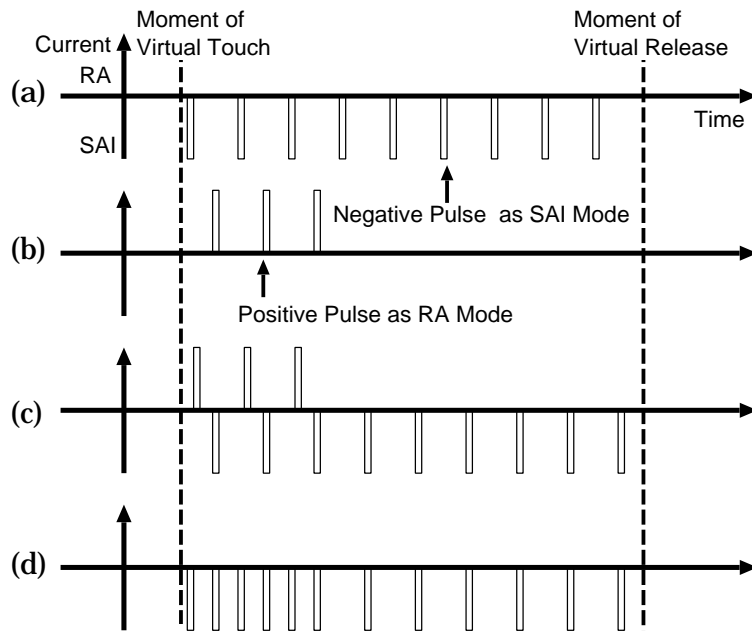 Moment of
Virtual Touch
Moment of
Virtual Release
Current
RA
(a)
SAI
Time
Negative Pulse as SAI Mode
(b)
Positive Pulse as RA Mode
(c)
(d)